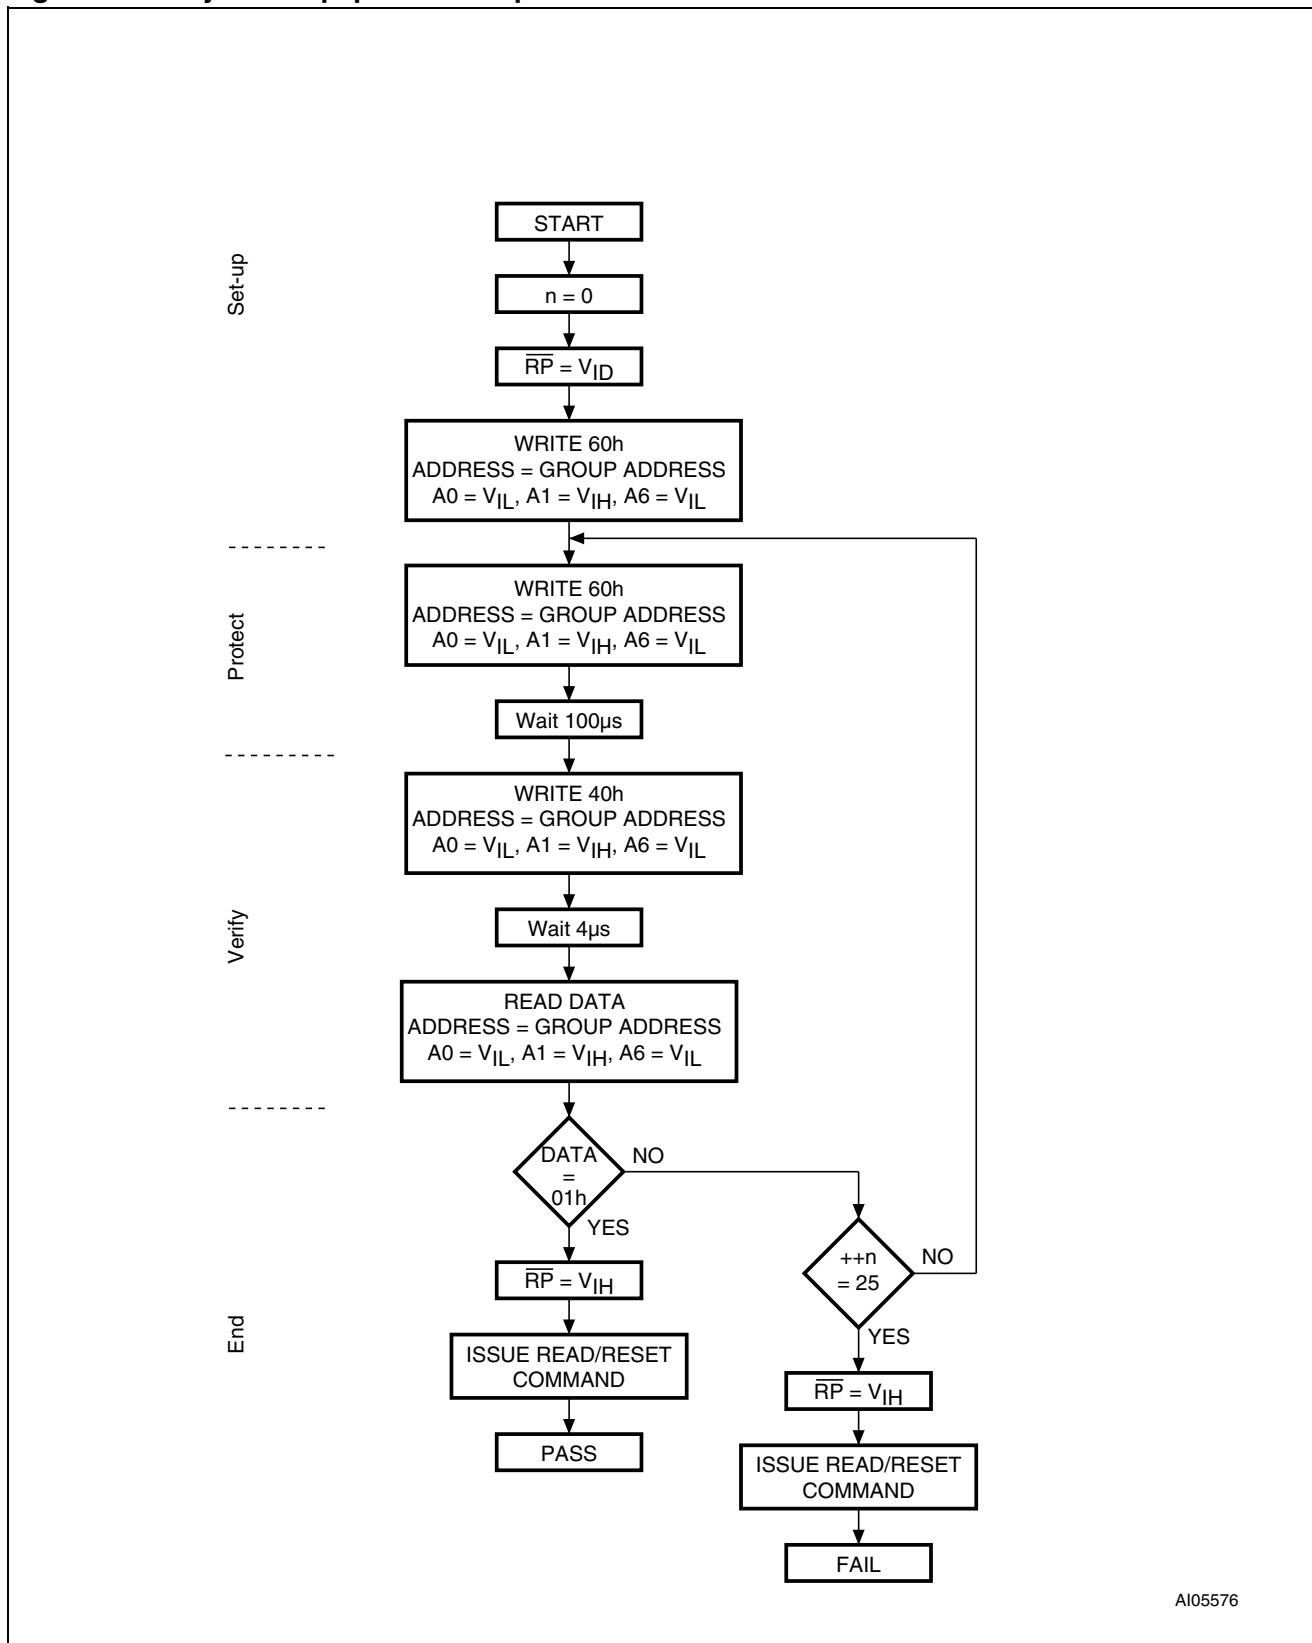 Set-up
START
n = 0
RP = VID
WRITE 60h
ADDRESS = GROUP ADDRESS
A0 = VIL, A1 = VIH, A6 = VIL
Protect
WRITE 60h
ADDRESS = GROUP ADDRESS
A0 = VIL, A1 = VIH, A6 = VIL
Wait 100µs
Verify
WRITE 40h
ADDRESS = GROUP ADDRESS
A0 = VIL, A1 = VIH, A6 = VIL
Wait 4µs
READ DATA
ADDRESS = GROUP ADDRESS
A0 = VIL, A1 = VIH, A6 = VIL
End
DATA
=
01h
NO
YES
RP = VIH
ISSUE READ/RESET
COMMAND
PASS
++n
= 25
NO
YES
RP = VIH
ISSUE READ/RESET
COMMAND
FAIL
AI05576